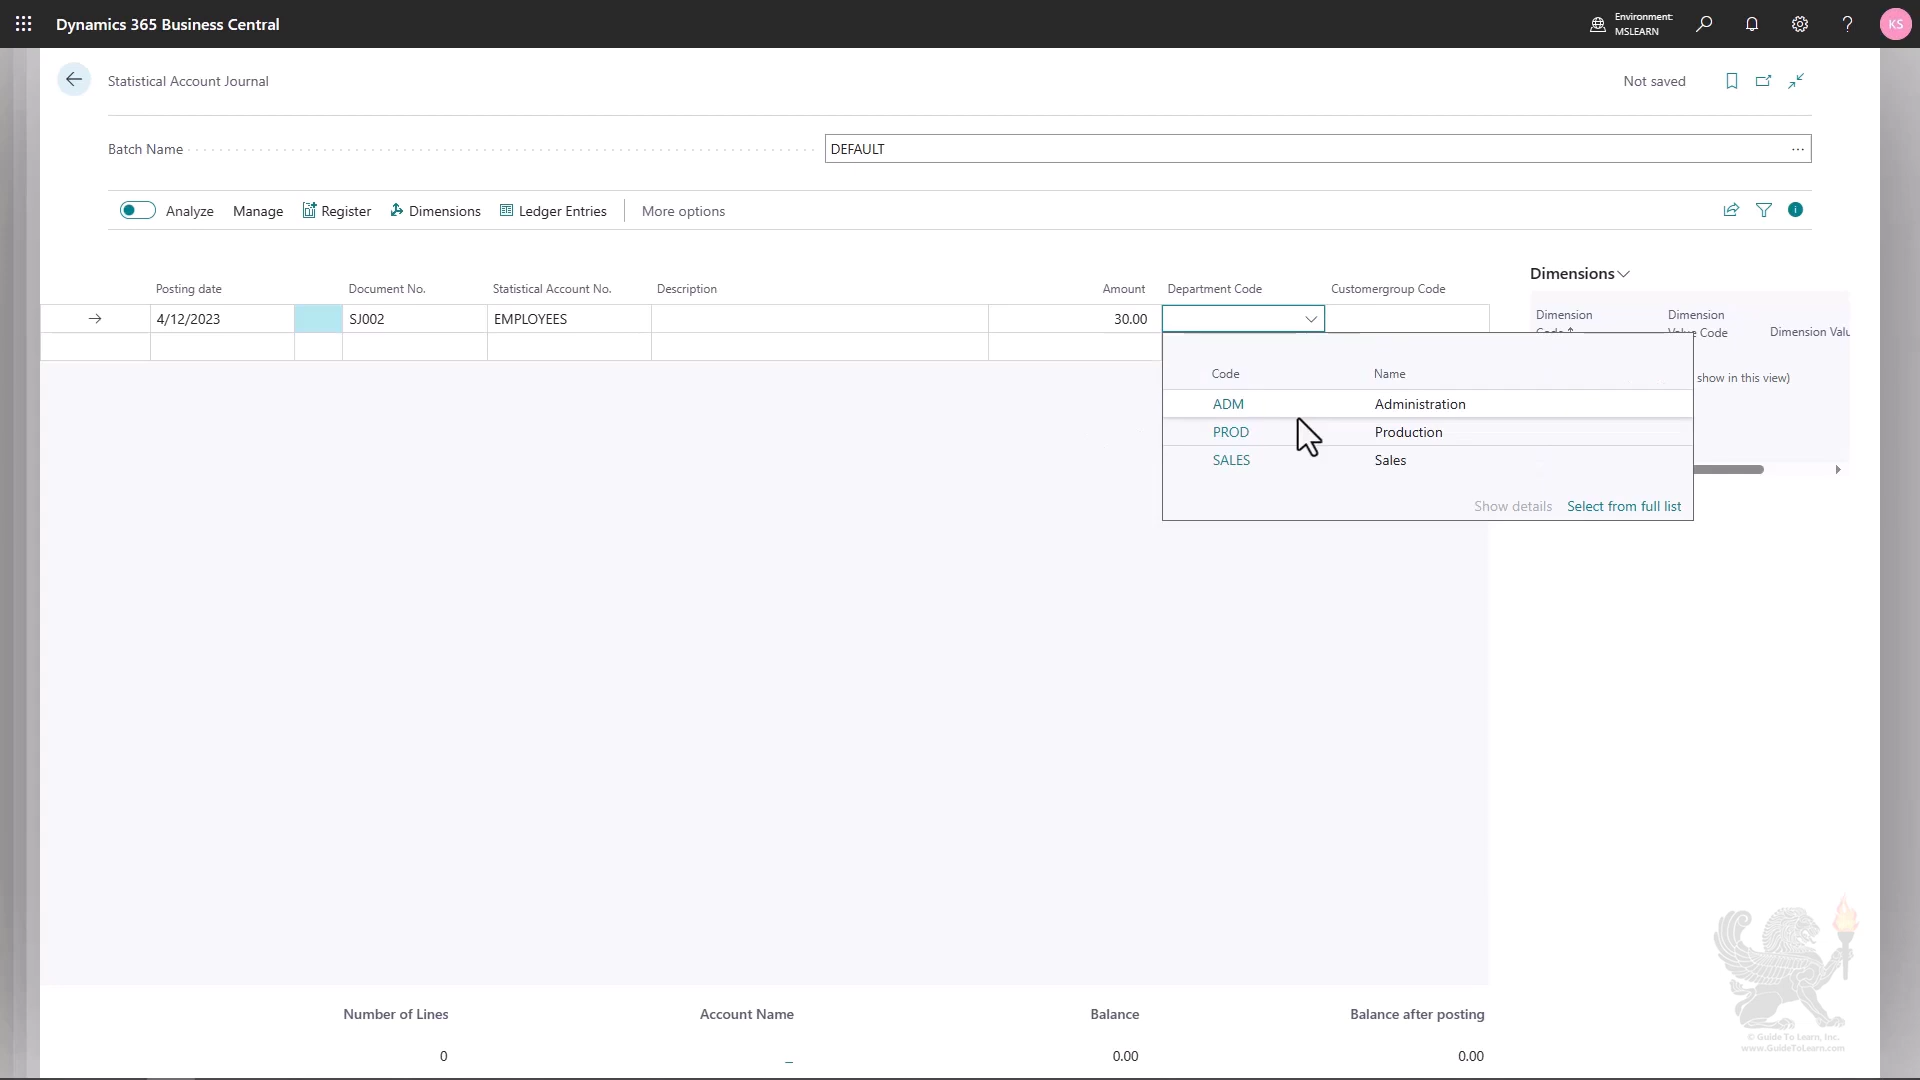 Dynamics 365 Business Central
Environment:
MSLEARN
KS
Statistical Account Journal
Not saved
Batch Name
DEFAULT
Analyze Manage Register Dimensions Ledger Entries More options
Dimensions
Posting date Document No. Statistical Account No. Description Amount Department Code Customergroup Code
4/12/2023 SJ002 EMPLOYEES 30.00
Dimension Dimension
Code Value Code Dimension Valu
show in this view)
Code Name
ADM Administration
PROD Production
SALES Sales
Show details Select from full list
Number of Lines Account Name Balance Balance after posting
0 _ 0.00 0.00
© Guide To Learn, Inc.
www.GuideToLearn.com